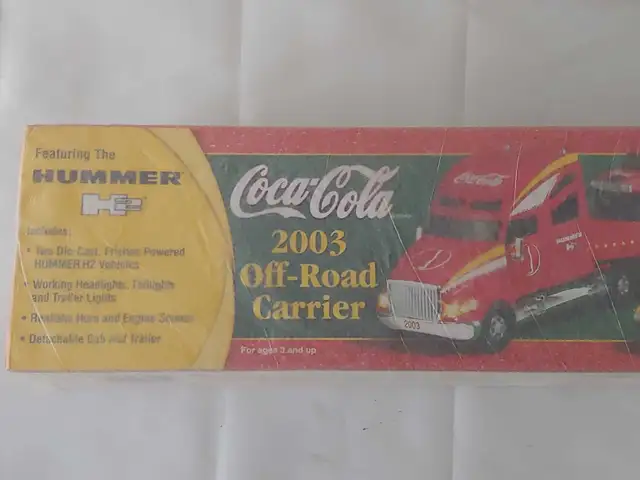 Featuring The
HUMMER
H2
Includes:
• Two Die-Cast, Friction Powered
HUMMER H2 Vehicles
• Working Headlights, Taillights
and Trailer Lights
• Realistic Horn and Engine Sounds
• Detachable Cab and Trailer
Coca-Cola
2003
Off-Road
Carrier
For ages 3 and up
Coca-Cola
HUMMER
2003